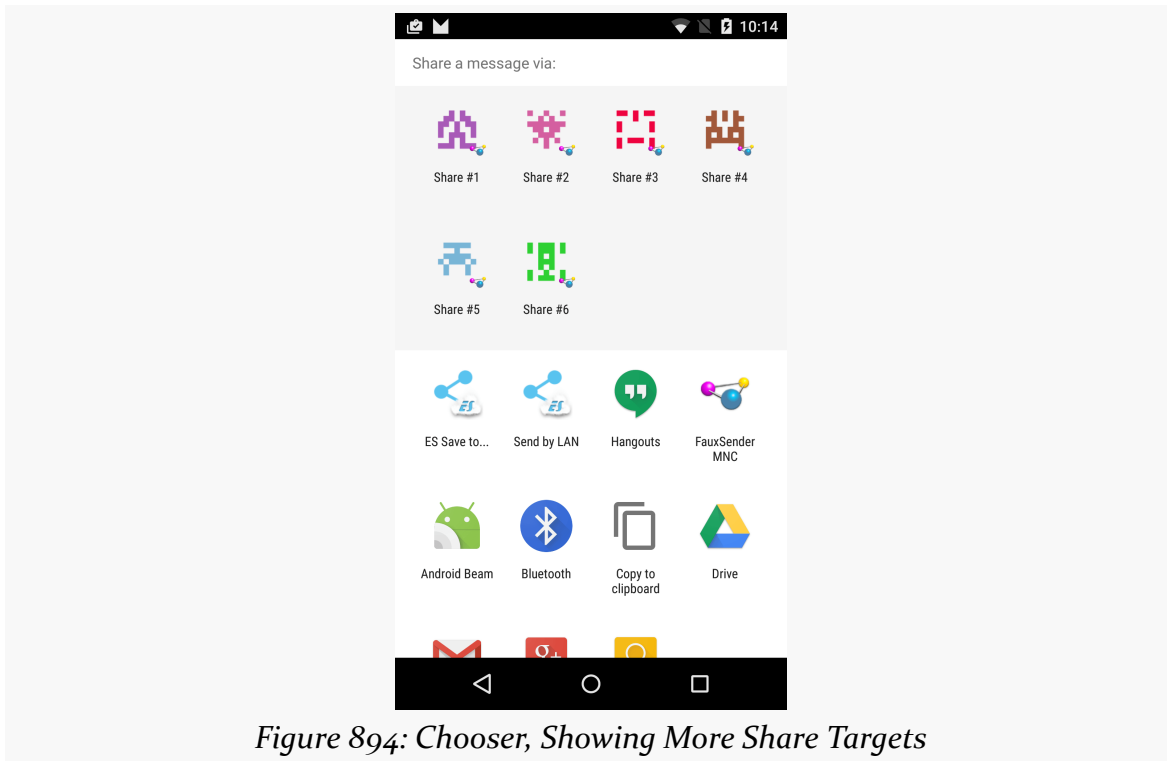 10:14
Share a message via:
Share #1 Share #2 Share #3 Share #4
Share #5 Share #6
ES
ES
ES Save to... Send by LAN Hangouts FauxSender
MNC
Android Beam Bluetooth Copy to Drive
clipboard
g+
Figure 894: Chooser, Showing More Share Targets